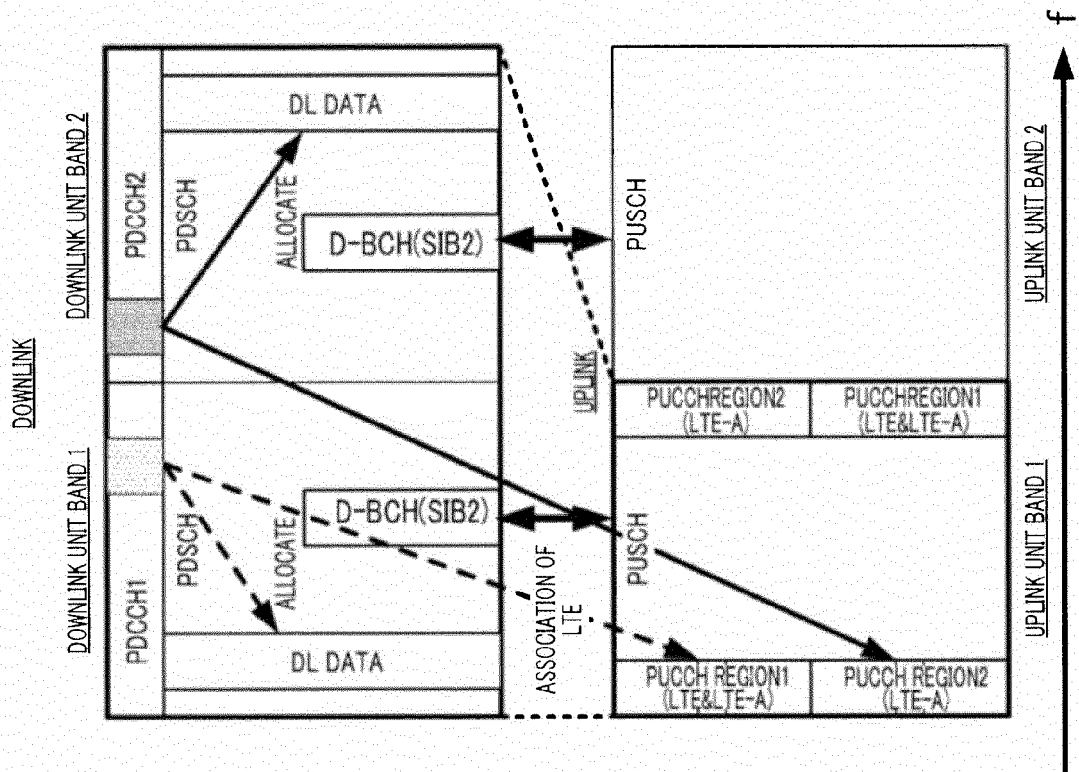 f
DOWNLINK
DOWNLINK UNIT BAND 1
DOWNLINK UNIT BAND 2
PDCCH1
PDCCH2
PDSCH
PDSCH
ALLOCATE
ALLOCATE
DL DATA
DL DATA
D-BCH(SIB2)
D-BCH(SIB2)
ASSOCIATION OF
LTE
UPLINK
PUSCH
PUSCH
PUCCH REGION1
(LTE&LTE-A)
PUCCH REGION2
(LTE-A)
PUCCHREGION2
(LTE-A)
PUCCHREGION1
(LTE&LTE-A)
UPLINK UNIT BAND 1
UPLINK UNIT BAND 2